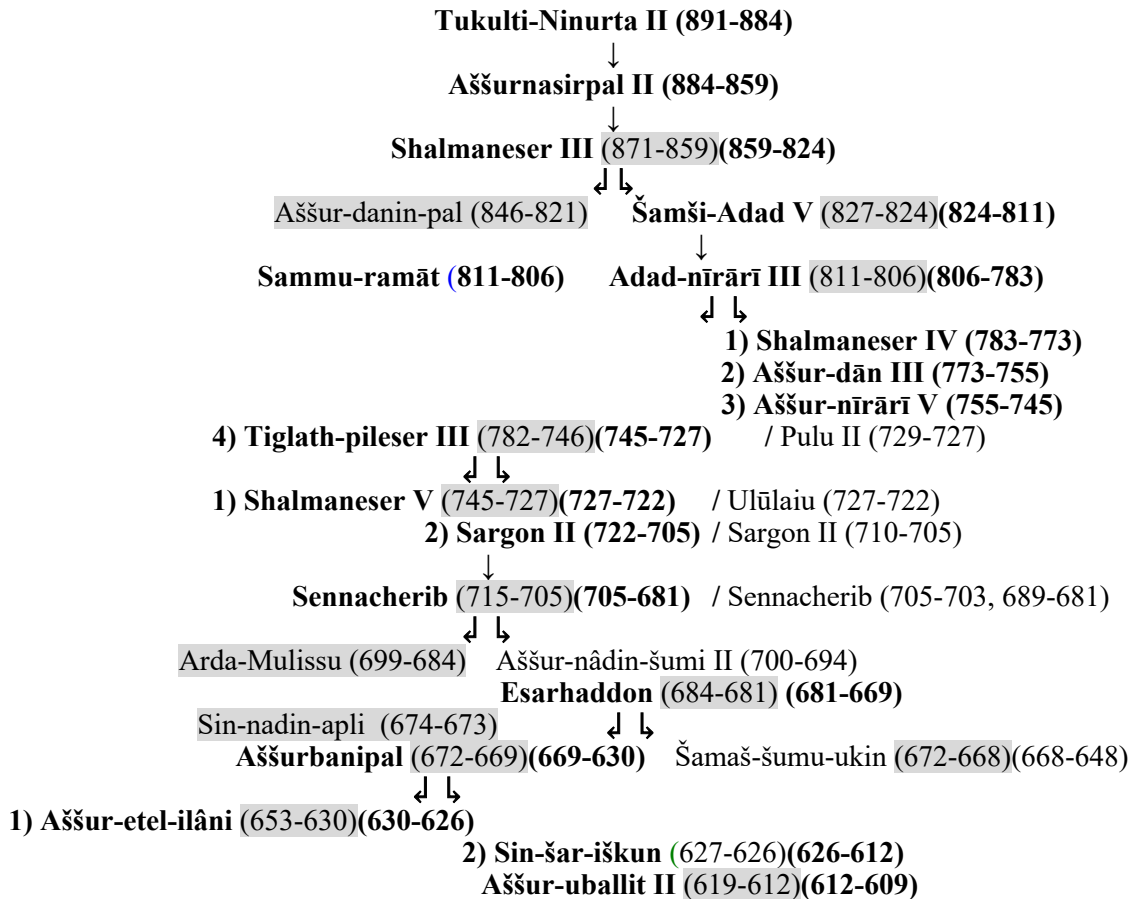 Tukulti-Ninurta II (891-884)
↓
Aššurnasirpal II (884-859)
↓
Shalmaneser III (871-859)(859-824)
Aššur-danin-pal (846-821) Šamši-Adad V (827-824)(824-811)
↓
Sammu-ramāt (811-806) Adad-nīrārī III (811-806)(806-783)
1) Shalmaneser IV (783-773)
2) Aššur-dān III (773-755)
3) Aššur-nīrārī V (755-745)
4) Tiglath-pileser III (782-746)(745-727) / Pulu II (729-727)
1) Shalmaneser V (745-727)(727-722) / Ulūlaiu (727-722)
2) Sargon II (722-705) / Sargon II (710-705)
↓
Sennacherib (715-705)(705-681) / Sennacherib (705-703, 689-681)
Arda-Mulissu (699-684) Aššur-nâdin-šumi II (700-694)
Esarhaddon (684-681) (681-669)
Sin-nadin-apli (674-673)
Aššurbanipal (672-669)(669-630) Šamaš-šumu-ukin (672-668)(668-648)
1) Aššur-etel-ilâni (653-630)(630-626)
2) Sin-šar-iškun (627-626)(626-612)
Aššur-uballit II (619-612)(612-609)